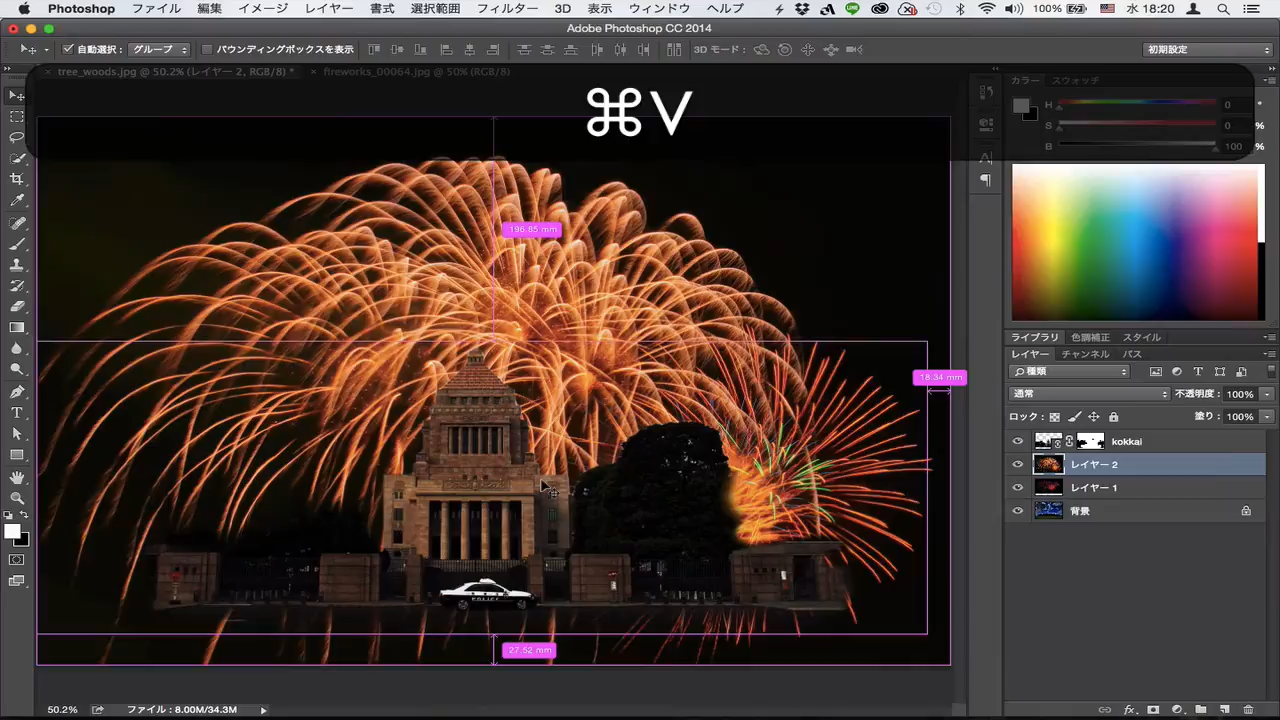 Photoshop ファイル 編集 イメージ レイヤー 書式 選択範囲 フィルター 3D 表示 ウィンドウ ヘルプ 100% 水 18:20
Adobe Photoshop CC 2014
自動選択 : グループ バウンディングボックスを表示 3D モード : 初期設定
tree_woods.jpg @ 50.2% (レイヤー 2, RGB/8) * × fireworks_00064.jpg @ 50% (RGB/8)
カラー スウォッチ
⌘V
H 0 °
S 0 %
B 100 %
196.85 mm
ライブラリ 色調補正 スタイル
レイヤー チャンネル パス
種類
18.34 mm
通常 不透明度 : 100%
ロック : 塗り : 100%
kokkai
レイヤー 2
レイヤー 1
背景
POLICE
27.52 mm
50.2% ファイル : 8.00M/34.3M